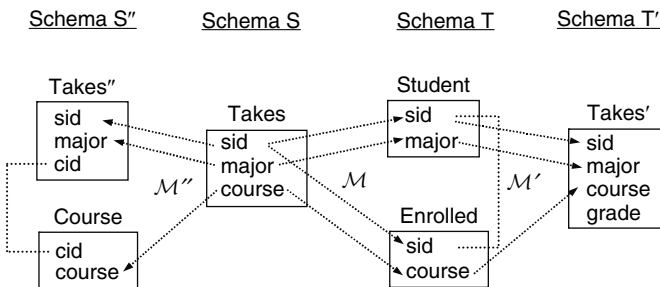 Schema S″ Schema S Schema T Schema T′
Takes″
sid
major
cid
Course
cid
course
ℳ″
Takes
sid
major
course
ℳ
Student
sid
major
Enrolled
sid
course
ℳ′
Takes′
sid
major
course
grade